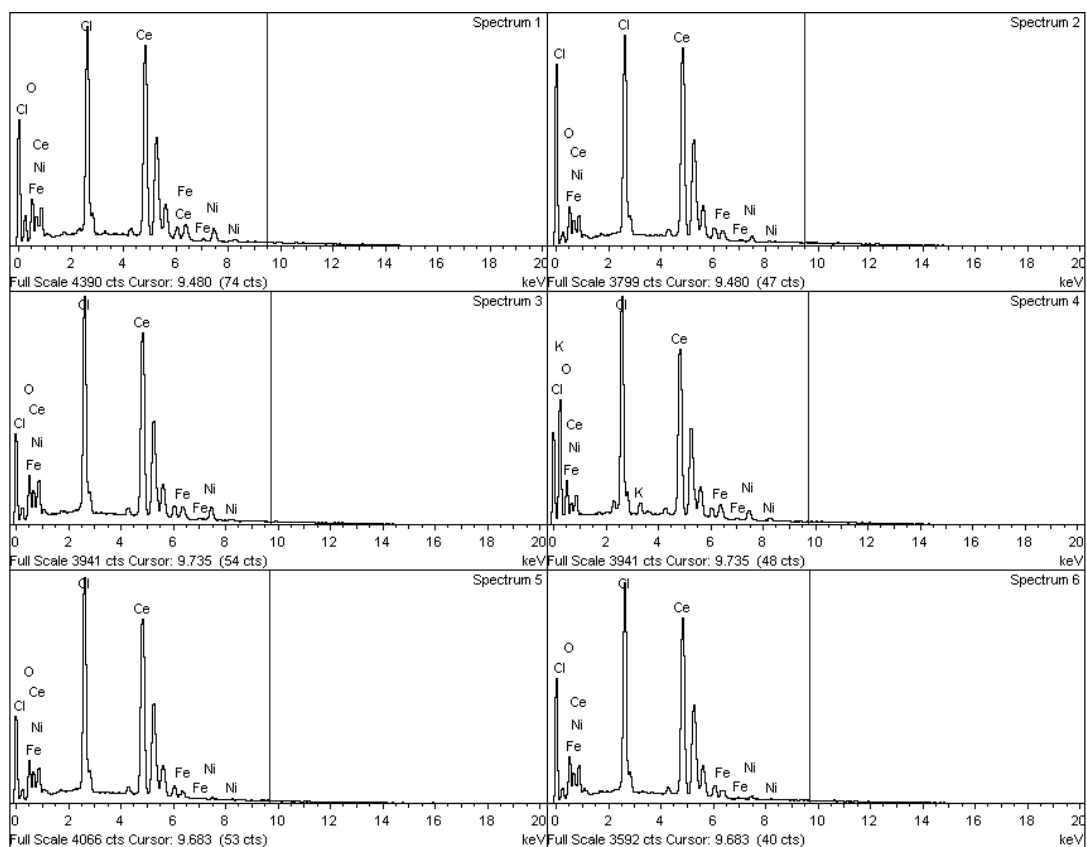 Spectrum 1
Cl
Ce
O
Cl
Ce
Ni
Fe
Fe
Ce
Ni
Fe
Ni
0 2 4 6 8 10 12 14 16 18 20
Full Scale 4390 cts Cursor: 9.480 (74 cts) keV
Spectrum 2
Cl
Ce
Cl
O
Ce
Ni
Fe
Fe
Ni
Fe
Ni
0 2 4 6 8 10 12 14 16 18 20
Full Scale 3799 cts Cursor: 9.480 (47 cts) keV
Spectrum 3
Cl
Ce
O
Ce
Cl
Ni
Fe
Fe
Ni
Fe
Ni
0 2 4 6 8 10 12 14 16 18 20
Full Scale 3941 cts Cursor: 9.735 (54 cts) keV
Spectrum 4
Cl
Ce
K
O
Cl
Ce
Ni
Fe
K
Fe
Ni
Fe
Ni
0 2 4 6 8 10 12 14 16 18 20
Full Scale 3941 cts Cursor: 9.735 (48 cts) keV
Spectrum 5
Cl
Ce
O
Ce
Cl
Ni
Fe
Fe
Ni
Fe
Ni
0 2 4 6 8 10 12 14 16 18 20
Full Scale 4066 cts Cursor: 9.683 (53 cts) keV
Spectrum 6
Cl
Ce
O
Cl
Ce
Ni
Fe
Fe
Ni
Fe
Ni
0 2 4 6 8 10 12 14 16 18 20
Full Scale 3592 cts Cursor: 9.683 (40 cts) keV